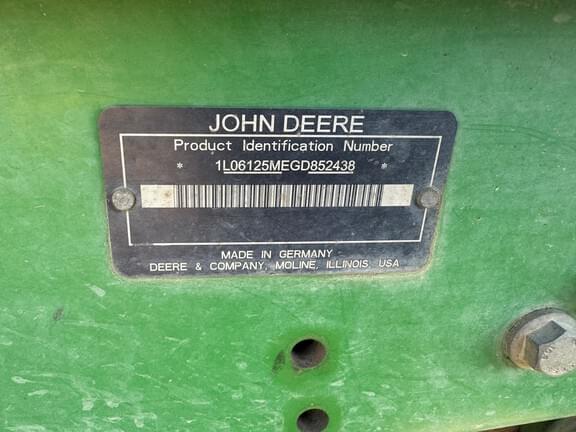 JOHN DEERE
Product Identification Number
* 1L06125MEGD852438 *
MADE IN GERMANY
DEERE & COMPANY, MOLINE, ILLINOIS, USA